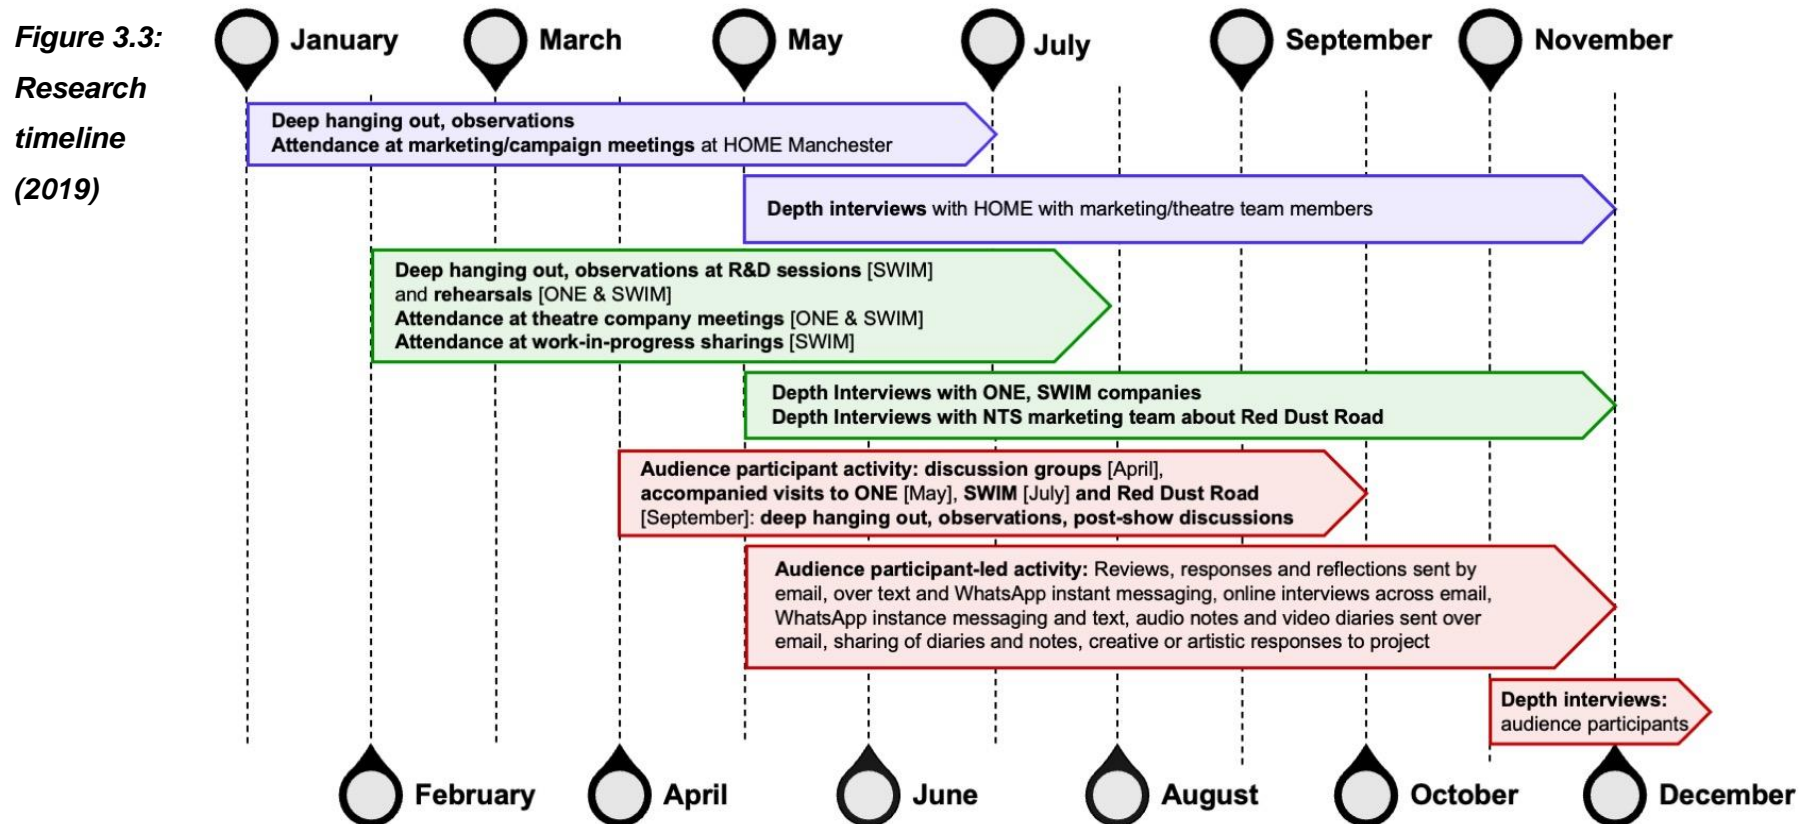 Figure 3.3:
Research
timeline
(2019)
January
March
May
July
September
November
Deep hanging out, observations
Attendance at marketing/campaign meetings at HOME Manchester
Depth interviews with HOME with marketing/theatre team members
Deep hanging out, observations at R&D sessions [SWIM]
and rehearsals [ONE & SWIM]
Attendance at theatre company meetings [ONE & SWIM]
Attendance at work-in-progress sharings [SWIM]
Depth Interviews with ONE, SWIM companies
Depth Interviews with NTS marketing team about Red Dust Road
Audience participant activity: discussion groups [April],
accompanied visits to ONE [May], SWIM [July] and Red Dust Road
[September]: deep hanging out, observations, post-show discussions
Audience participant-led activity: Reviews, responses and reflections sent by
email, over text and WhatsApp instant messaging, online interviews across email,
WhatsApp instance messaging and text, audio notes and video diaries sent over
email, sharing of diaries and notes, creative or artistic responses to project
Depth interviews:
audience participants
February
April
June
August
October
December